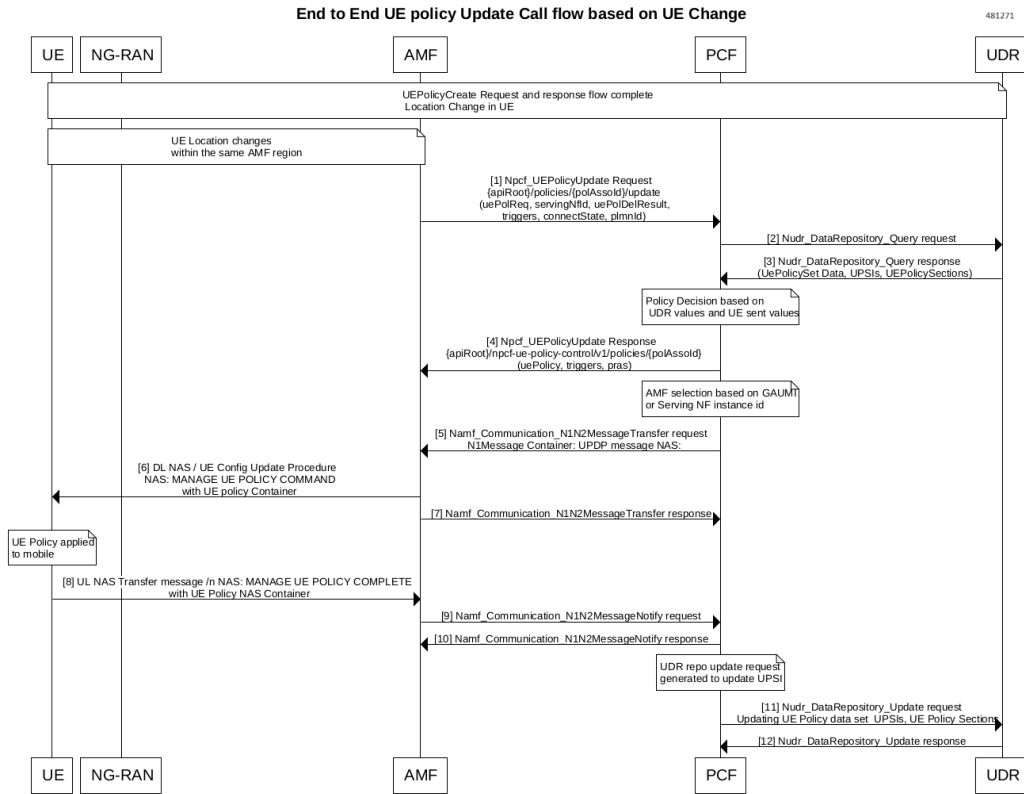 End to End UE policy Update Call flow based on UE Change
481271
UE
NG-RAN
AMF
PCF
UDR
UEPolicyCreate Request and response flow complete
Location Change in UE
UE Location changes
within the same AMF region
[1] Npcf_UEPolicyUpdate Request
{apiRoot}/policies/{polAssoId}/update
(uePolReq, servingNfId, uePolDelResult,
triggers, connectState, plmnId)
[2] Nudr_DataRepository_Query request
[3] Nudr_DataRepository_Query response
(UePolicySet Data, UPSIs, UEPolicySections)
Policy Decision based on
UDR values and UE sent values
[4] Npcf_UEPolicyUpdate Response
{apiRoot}/npcf-ue-policy-control/v1/policies/{polAssoId}
(uePolicy, triggers, pras)
AMF selection based on GAUMI
or Serving NF instance id
[5] Namf_Communication_N1N2MessageTransfer request
N1Message Container: UPDP message NAS:
[6] DL NAS / UE Config Update Procedure
NAS: MANAGE UE POLICY COMMAND
with UE policy Container
[7] Namf_Communication_N1N2MessageTransfer response
UE Policy applied
to mobile
[8] UL NAS Transfer message /n NAS: MANAGE UE POLICY COMPLETE
with UE Policy NAS Container
[9] Namf_Communication_N1N2MessageNotify request
[10] Namf_Communication_N1N2MessageNotify response
UDR repo update request
generated to update UPSI
[11] Nudr_DataRepository_Update request
Updating UE Policy data set UPSIs, UE Policy Sections
[12] Nudr_DataRepository_Update response
UE
NG-RAN
AMF
PCF
UDR